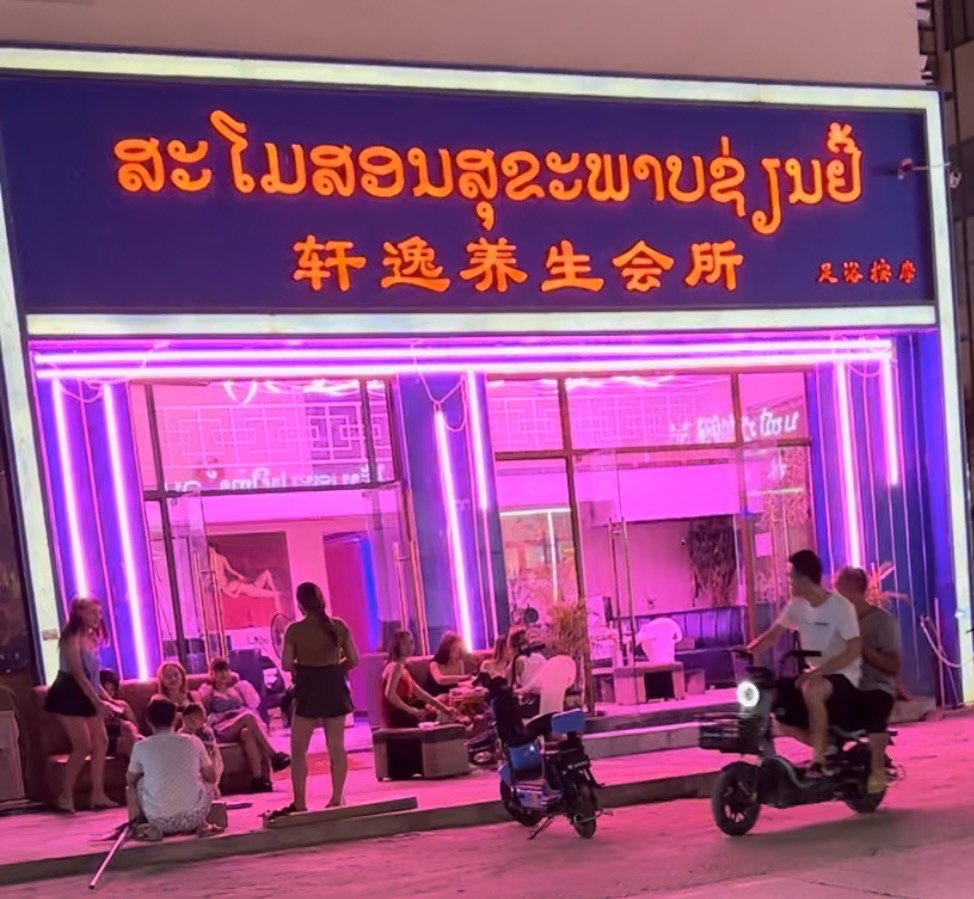 ສະໂມສອນສຸຂະພາບຊ່ຽນຢີ້
轩逸养生会所
足浴按摩